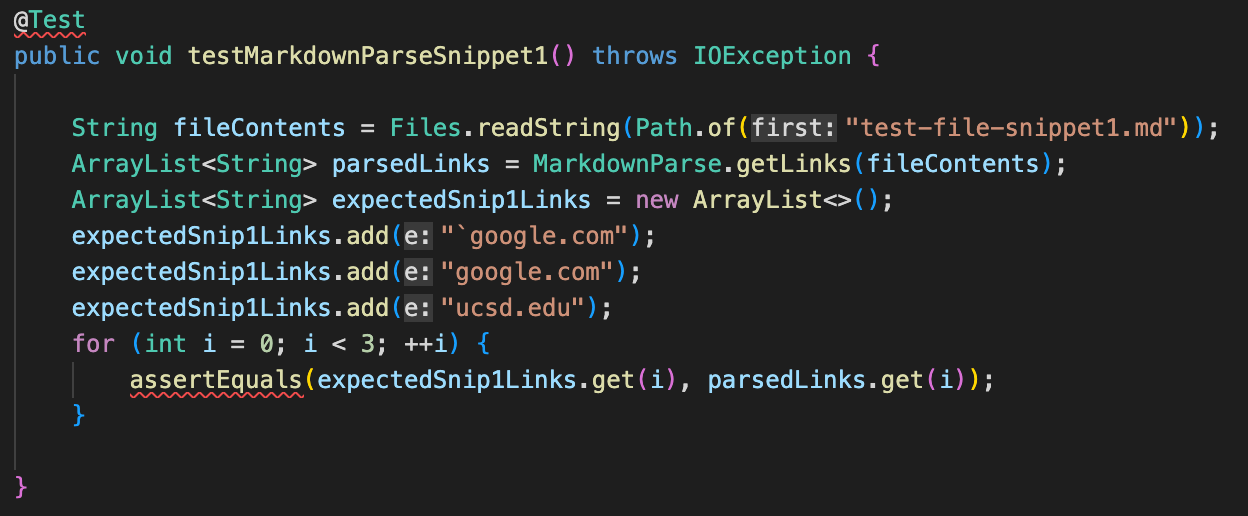 @Test
public void testMarkdownParseSnippet1() throws IOException {
String fileContents = Files.readString(Path.of(first: "test-file-snippet1.md"));
ArrayList<String> parsedLinks = MarkdownParse.getLinks(fileContents);
ArrayList<String> expectedSnip1Links = new ArrayList<>();
expectedSnip1Links.add(e: "`google.com");
expectedSnip1Links.add(e: "google.com");
expectedSnip1Links.add(e: "ucsd.edu");
for (int i = 0; i < 3; ++i) {
assertEquals(expectedSnip1Links.get(i), parsedLinks.get(i));
}
}